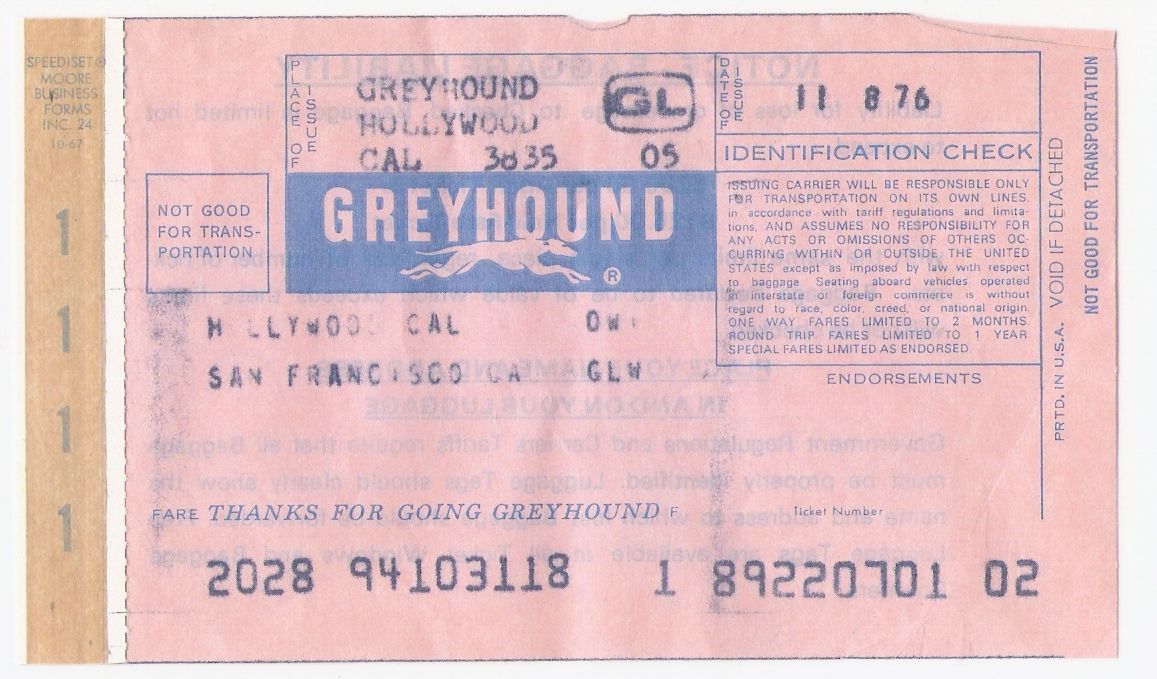 SPEEDISET®
MOORE
BUSINESS
FORMS
INC. 24
10-67
1
1
1
1
PLACE OF ISSUE
GREYHOUND GL
HOLLYWOOD
CAL 3835 05
DATE OF ISSUE
11 8 76
IDENTIFICATION CHECK
NOT GOOD
FOR TRANS-
PORTATION
GREYHOUND
®
ISSUING CARRIER WILL BE RESPONSIBLE ONLY
FOR TRANSPORTATION ON ITS OWN LINES,
in accordance with tariff regulations and limita-
tions, AND ASSUMES NO RESPONSIBILITY FOR
ANY ACTS OR OMISSIONS OF OTHERS OC-
CURRING WITHIN OR OUTSIDE THE UNITED
STATES except as imposed by law with respect
to baggage. Seating aboard vehicles operated
in interstate or foreign commerce is without
regard to race, color, creed, or national origin.
ONE WAY FARES LIMITED TO 2 MONTHS.
ROUND TRIP FARES LIMITED TO 1 YEAR
SPECIAL FARES LIMITED AS ENDORSED.
H LLYWOOD CAL OW
SAN FRANCISCO CA GLW
ENDORSEMENTS
PRTD. IN U.S.A. VOID IF DETACHED
NOT GOOD FOR TRANSPORTATION
FARE THANKS FOR GOING GREYHOUND F
Ticket Number
2028 94103118 1 89220701 02